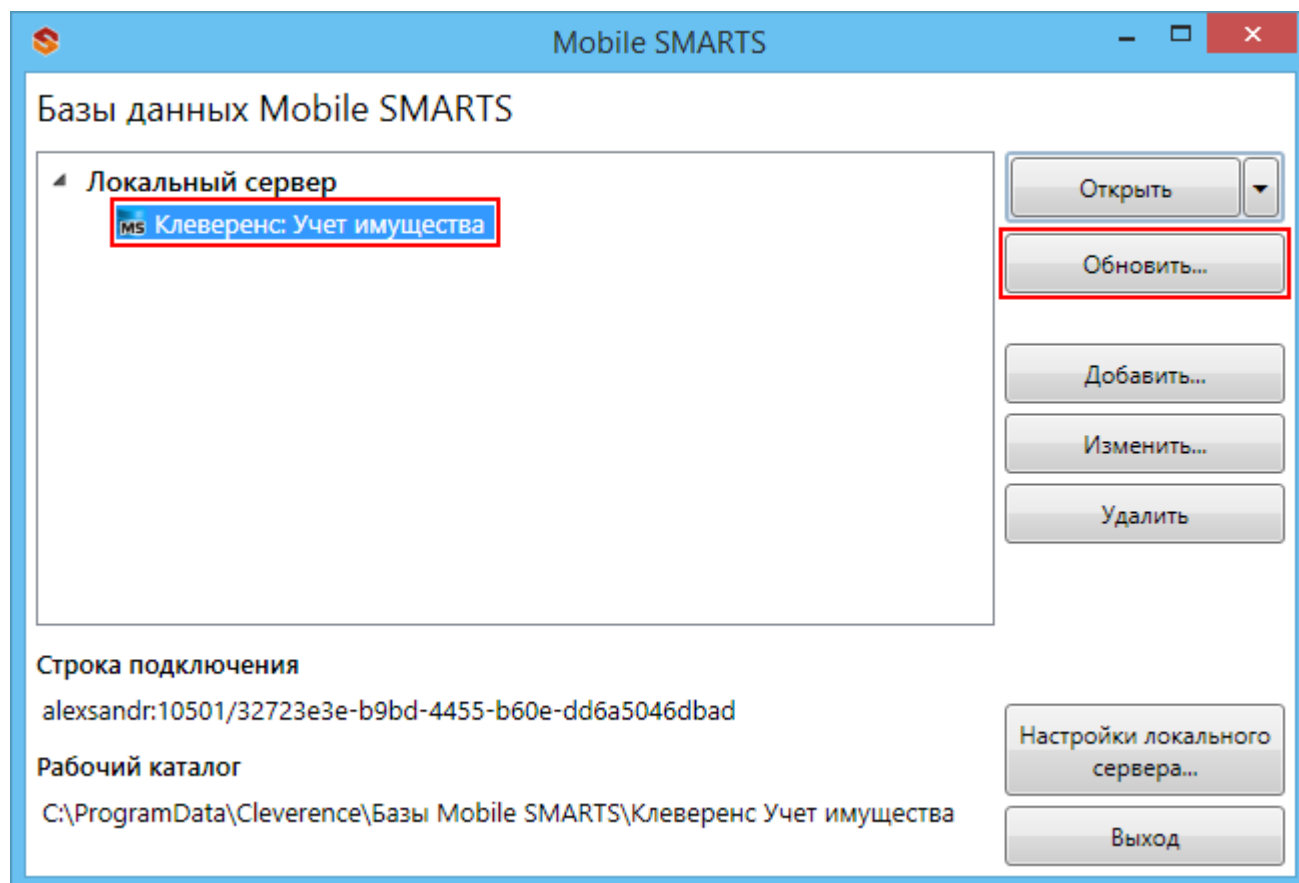 Mobile SMARTS
Базы данных Mobile SMARTS
Локальный сервер
MS Клеверенс: Учет имущества
Открыть
Обновить...
Добавить...
Изменить...
Удалить
Строка подключения
alexsandr:10501/32723e3e-b9bd-4455-b60e-dd6a5046dbad
Рабочий каталог
C:\ProgramData\Cleverence\Базы Mobile SMARTS\Клеверенс Учет имущества
Настройки локального
сервера...
Выход